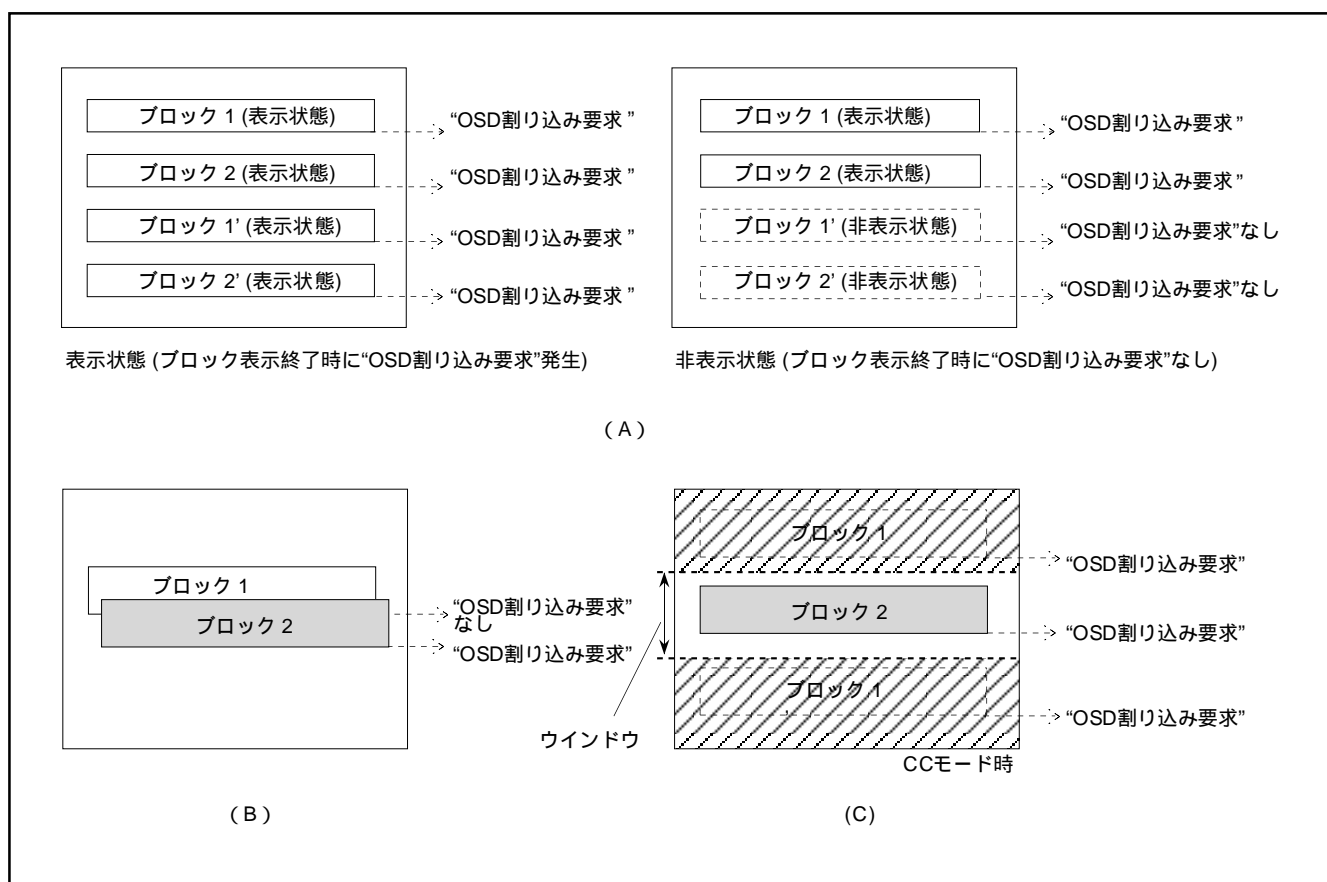 ブロック 1 (表示状態)
“OSD割り込み要求 ”
ブロック 2 (表示状態)
“OSD割り込み要求 ”
ブロック 1’ (表示状態)
“OSD割り込み要求 ”
ブロック 2’ (表示状態)
“OSD割り込み要求 ”
表示状態 (ブロック表示終了時に“OSD割り込み要求”発生)
ブロック 1 (表示状態)
“OSD割り込み要求”
ブロック 2 (表示状態)
“OSD割り込み要求”
ブロック 1’ (非表示状態)
“OSD割り込み要求”なし
ブロック 2’ (非表示状態)
“OSD割り込み要求”なし
非表示状態 (ブロック表示終了時に“OSD割り込み要求”なし)
（A）
ブロック 1
ブロック 2
“OSD割り込み要求”
なし
“OSD割り込み要求”
（B）
ブロック 1
“OSD割り込み要求”
ブロック 2
“OSD割り込み要求”
ブロック 1
’
“OSD割り込み要求”
ウインドウ
CCモード時
(C)